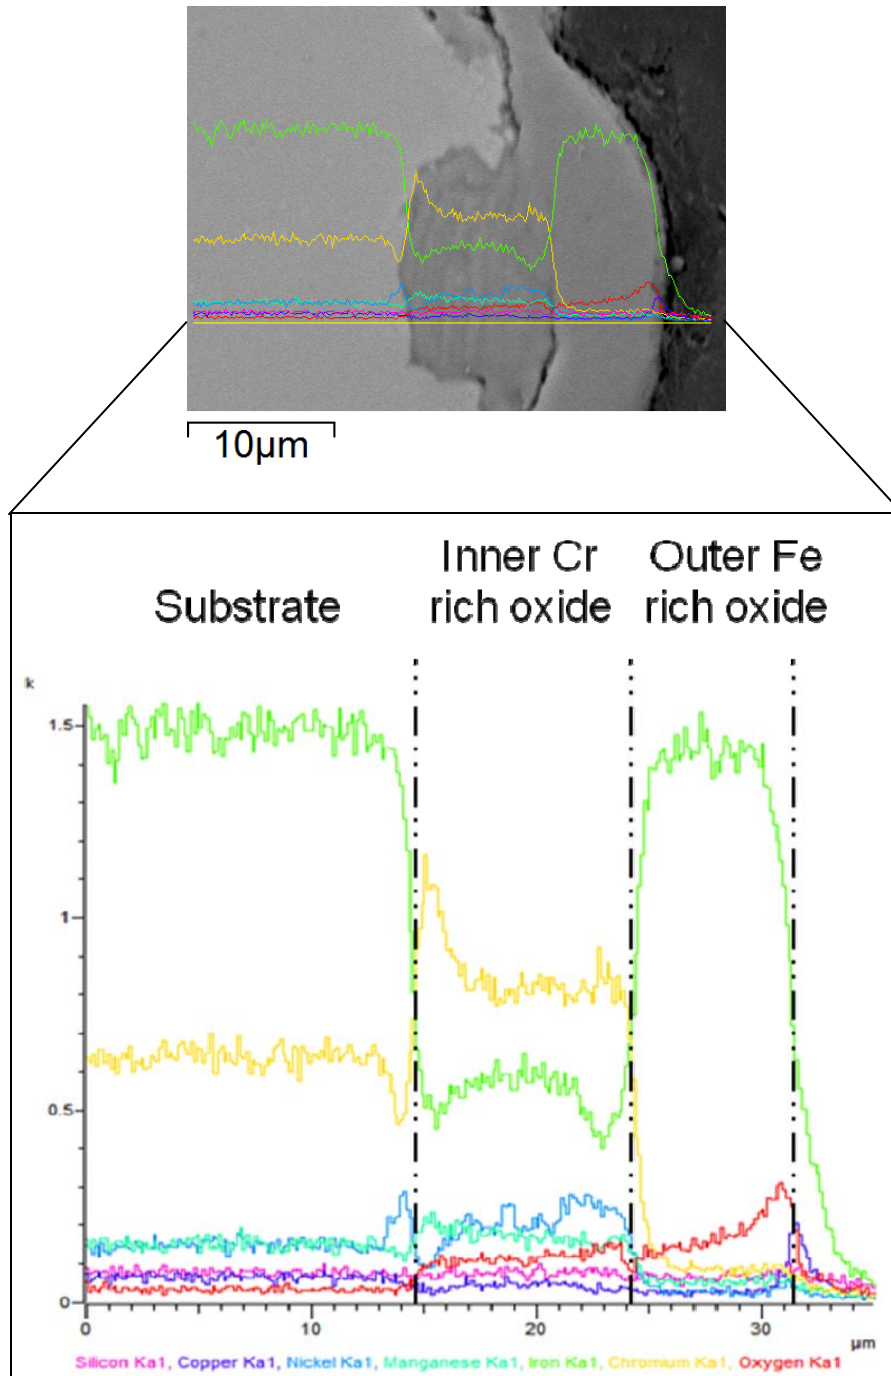 10µm
Substrate
Inner Cr
rich oxide
Outer Fe
rich oxide
k
1.5
1
0.5
0
0 10 20 30 µm
Silicon Ka1, Copper Ka1, Nickel Ka1, Manganese Ka1, Iron Ka1, Chromium Ka1, Oxygen Ka1